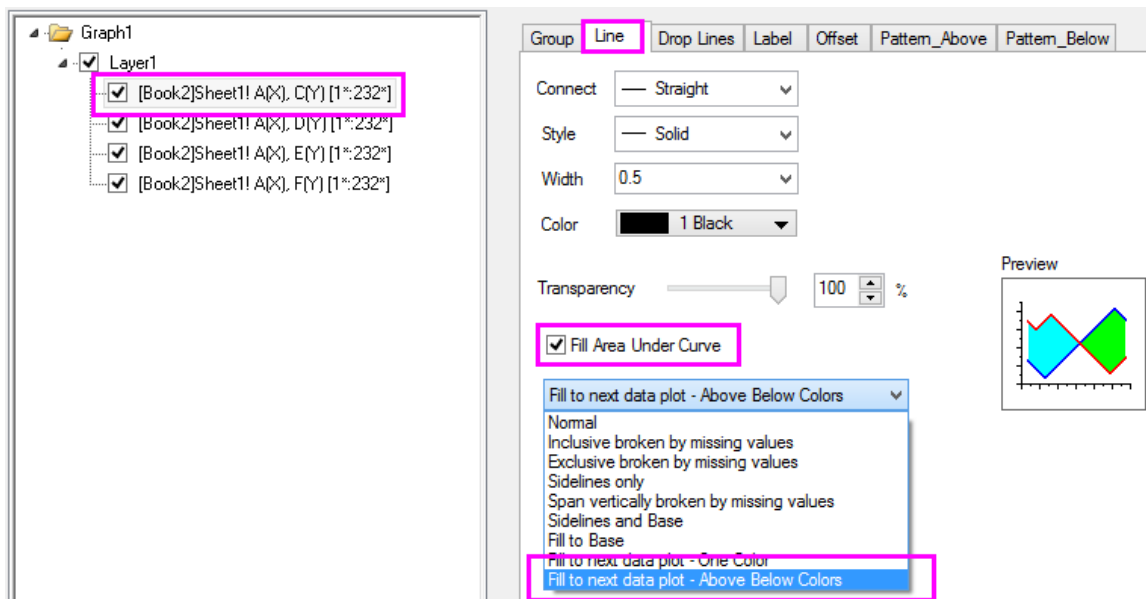 Graph1
Layer1
[Book2]Sheet1! A(X), C(Y) [1*:232*]
[Book2]Sheet1! A(X), D(Y) [1*:232*]
[Book2]Sheet1! A(X), E(Y) [1*:232*]
[Book2]Sheet1! A(X), F(Y) [1*:232*]
Group Line Drop Lines Label Offset Pattern_Above Pattern_Below
Connect Straight
Style Solid
Width 0.5
Color 1 Black
Transparency 100 %
Preview
Fill Area Under Curve
Fill to next data plot - Above Below Colors
Normal
Inclusive broken by missing values
Exclusive broken by missing values
Sidelines only
Span vertically broken by missing values
Sidelines and Base
Fill to Base
Fill to next data plot - One Color
Fill to next data plot - Above Below Colors